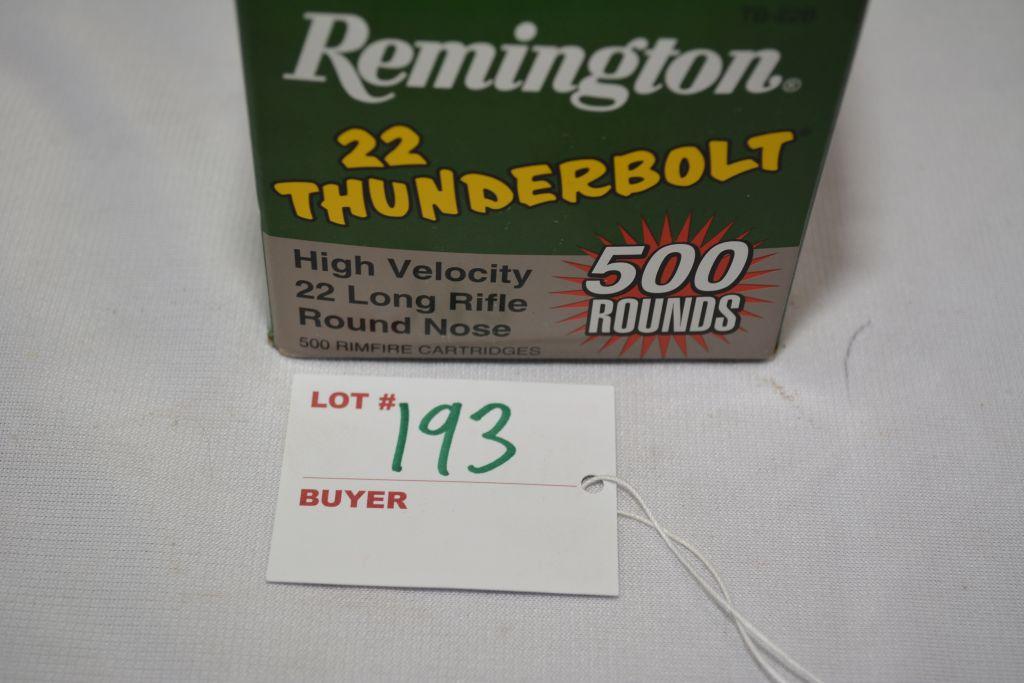 Remington®
22
THUNDERBOLT
High Velocity
22 Long Rifle
Round Nose
500 RIMFIRE CARTRIDGES
500
ROUNDS
LOT # 193
BUYER